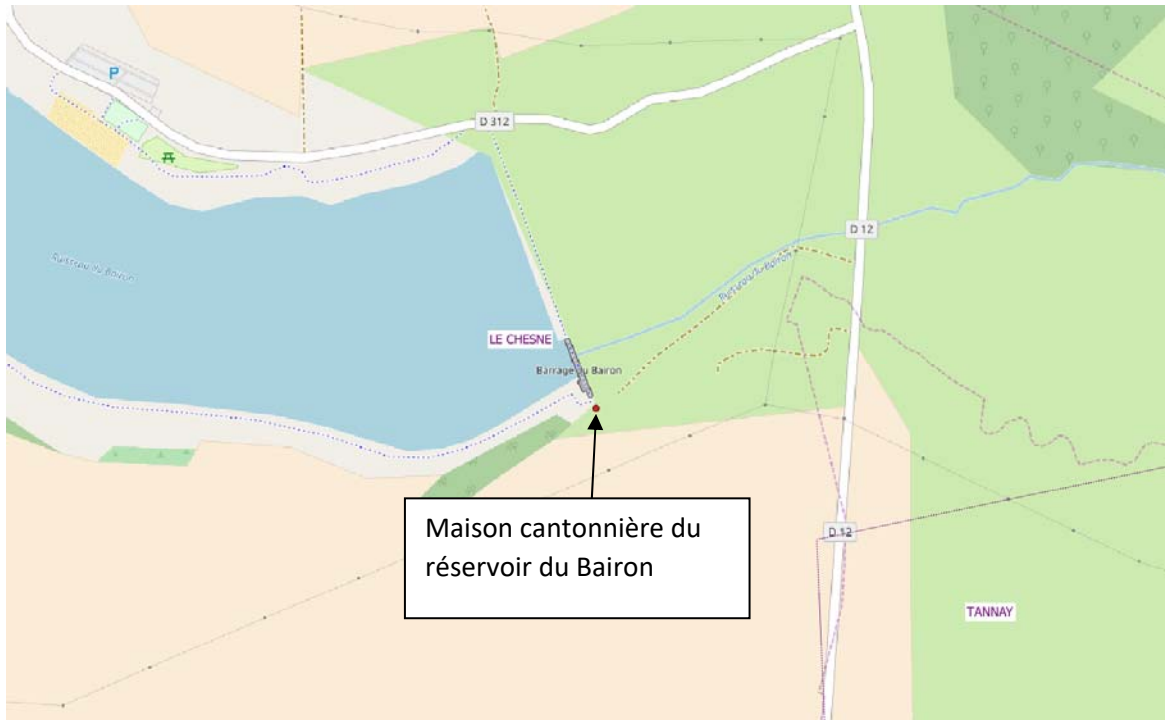 P
D 312
D 12
Ruisseau du Bairon
Ruisseau du Bairon
LE CHESNE
Barrage du Bairon
Maison cantonnière du
réservoir du Bairon
D 12
TANNAY